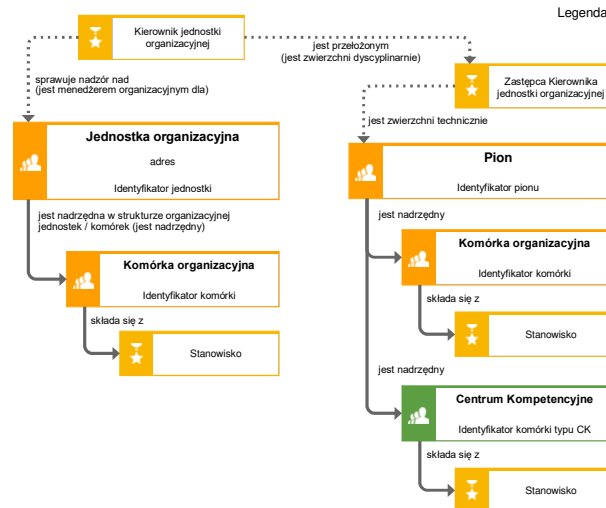 Legenda
Kierownik jednostki
organizacyjnej
jest przełożonym
(jest zwierzchni dyscyplinarnie)
sprawuje nadzór nad
(jest menedżerem organizacyjnym dla)
Zastępca Kierownika
jednostki organizacyjnej
jest zwierzchni technicznie
Jednostka organizacyjna
adres
Identyfikator jednostki
Pion
Identyfikator pionu
jest nadrzędna w strukturze organizacyjnej
jednostek / komórek (jest nadrzędny)
jest nadrzędny
Komórka organizacyjna
Identyfikator komórki
Komórka organizacyjna
Identyfikator komórki
składa się z
składa się z
Stanowisko
Stanowisko
jest nadrzędny
Centrum Kompetencyjne
Identyfikator komórki typu CK
składa się z
Stanowisko